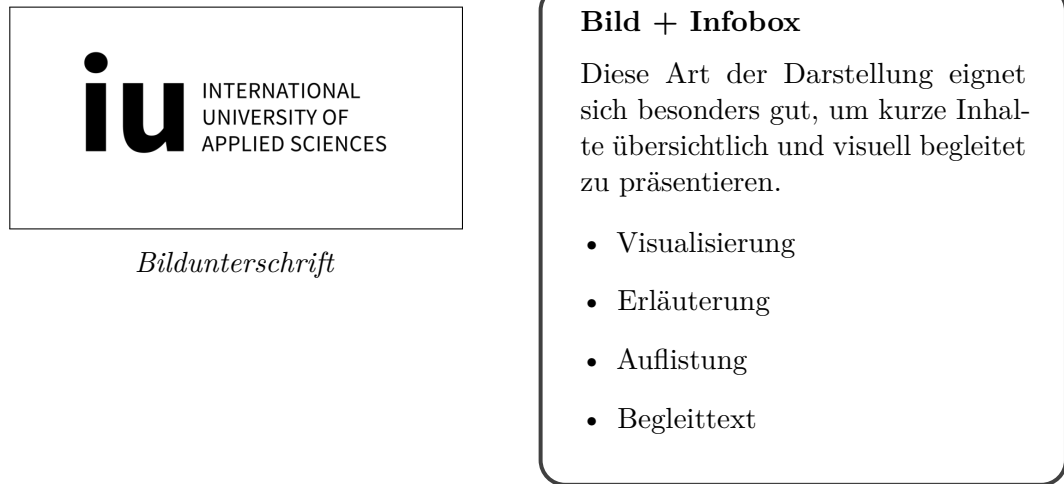 iu
INTERNATIONAL
UNIVERSITY OF
APPLIED SCIENCES
Bildunterschrift
Bild + Infobox
Diese Art der Darstellung eignet
sich besonders gut, um kurze Inhal-
te übersichtlich und visuell begleitet
zu präsentieren.
• Visualisierung
• Erläuterung
• Auflistung
• Begleittext